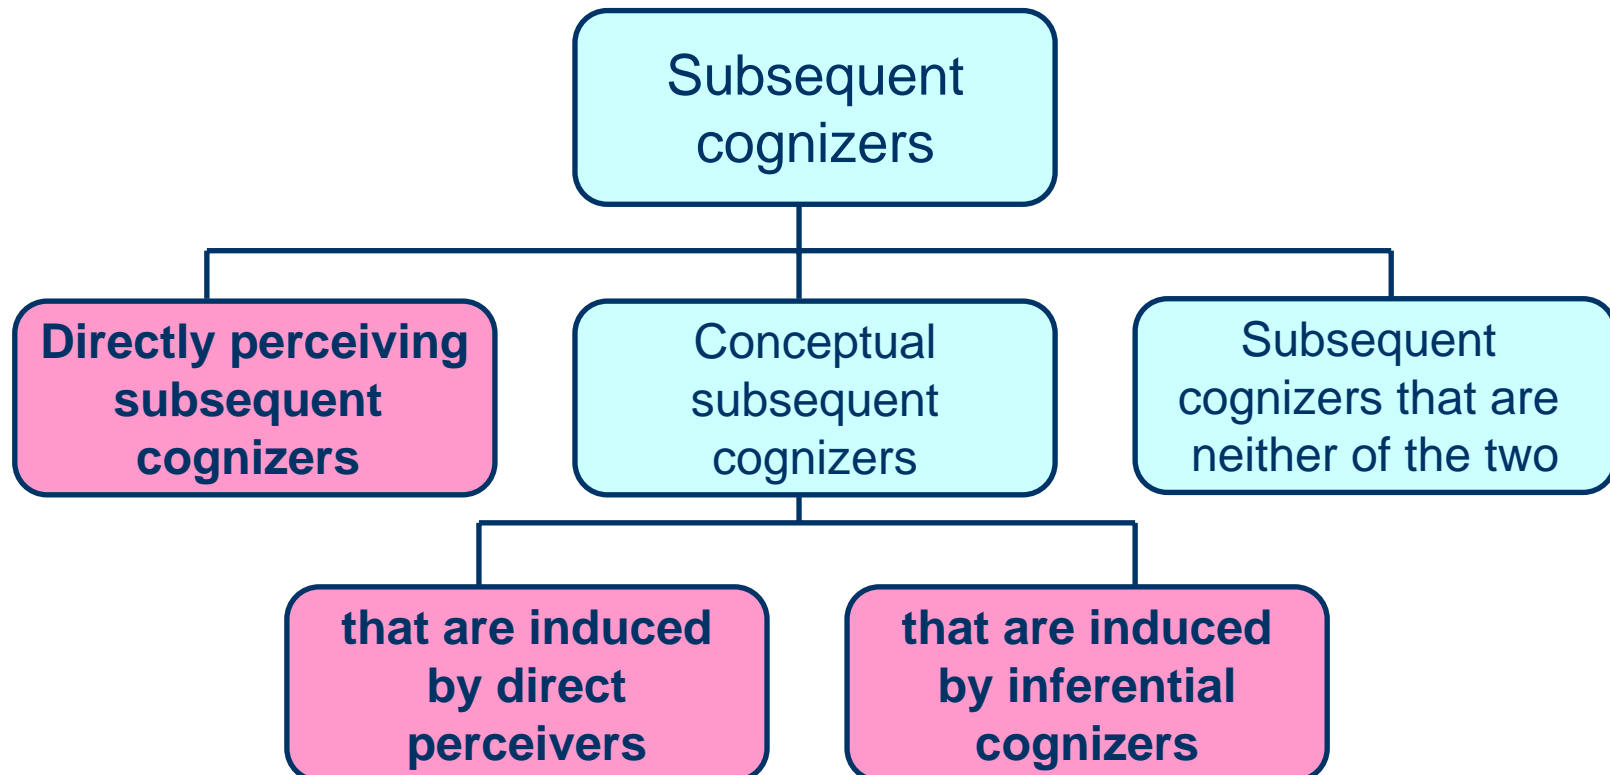 Subsequent
cognizers
Directly perceiving
subsequent
cognizers
Conceptual
subsequent
cognizers
Subsequent
cognizers that are
neither of the two
that are induced
by direct
perceivers
that are induced
by inferential
cognizers